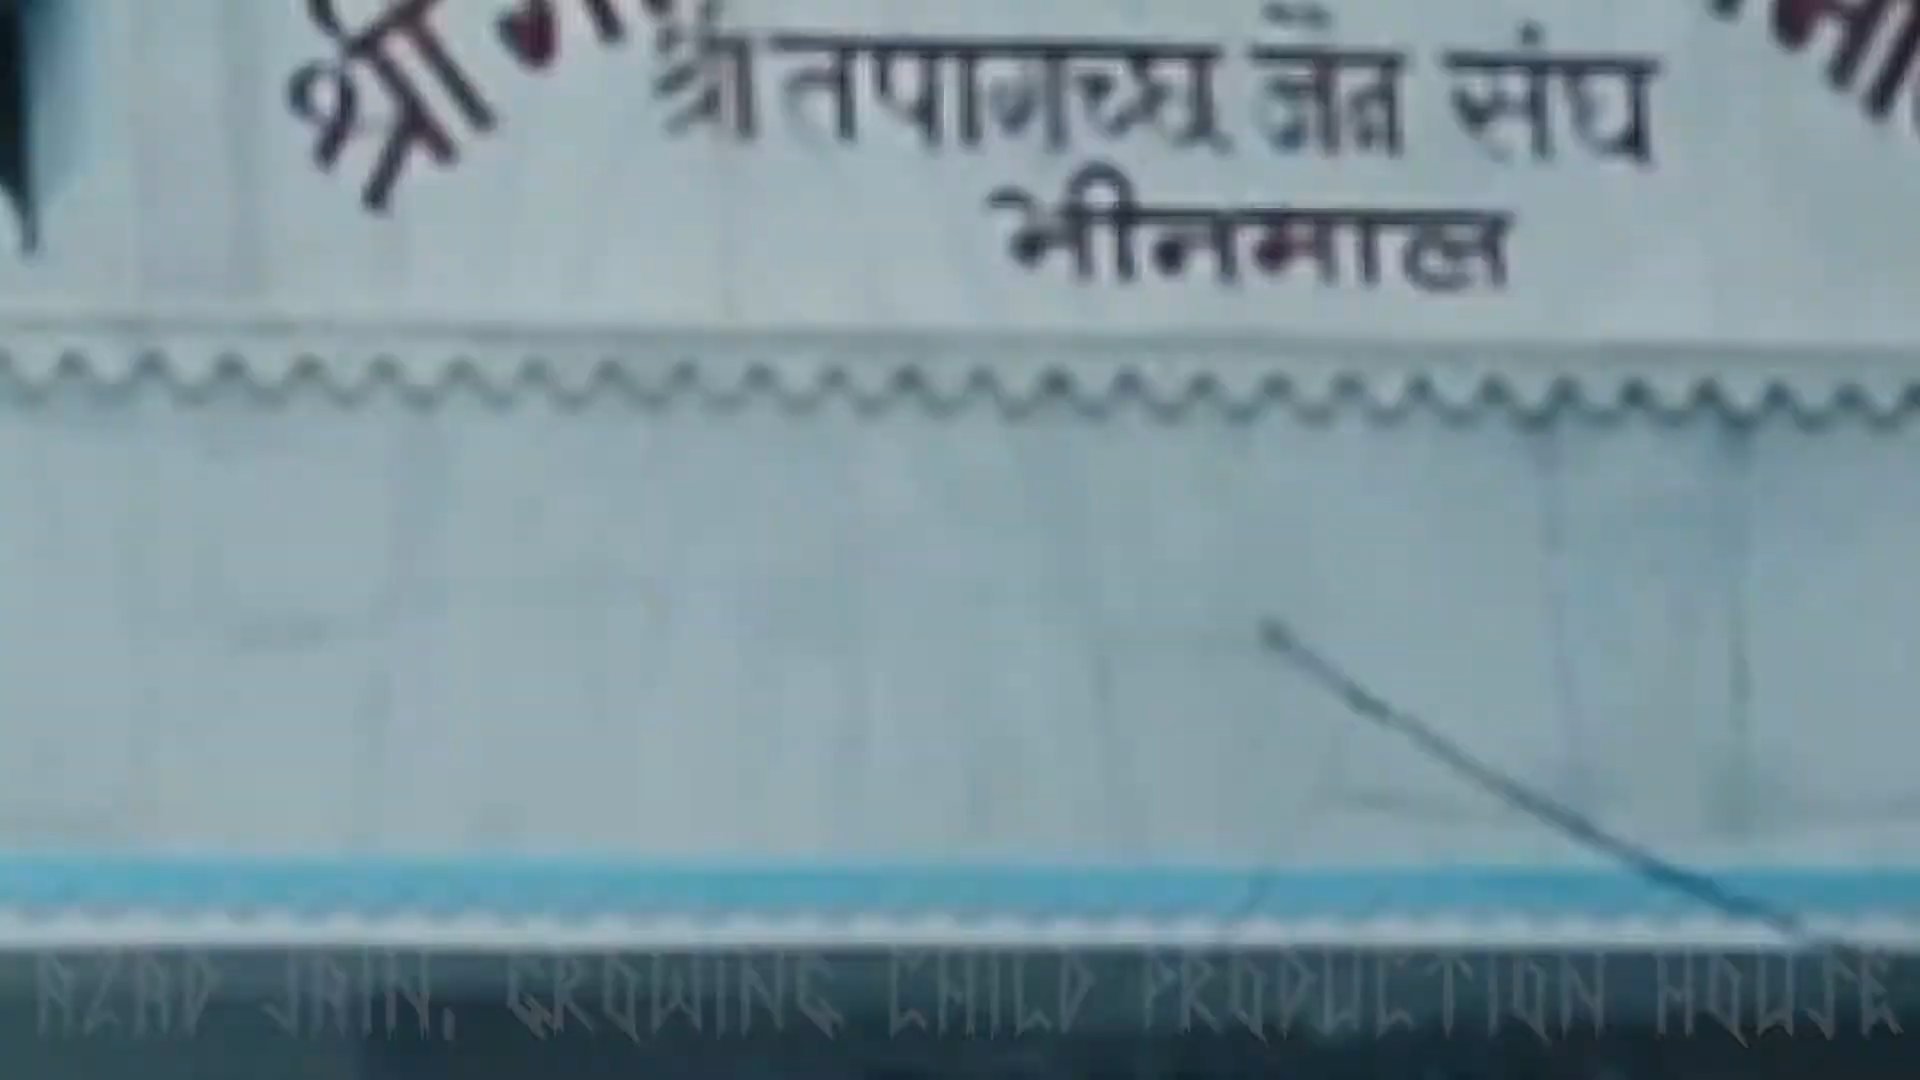 श्री
श्री तपागच्छ जैन संघ
भीनमाल
AZAD JAIN, GROWING CHILD PRODUCTION HOUSE